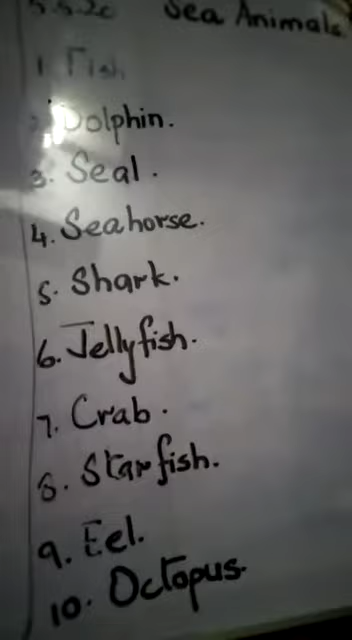 Sea Animals
1 Fish
2. Dolphin.
3. Seal.
4. Seahorse.
5. Shark.
6. Jellyfish.
7. Crab.
8. Starfish.
9. Eel.
10. Octopus.